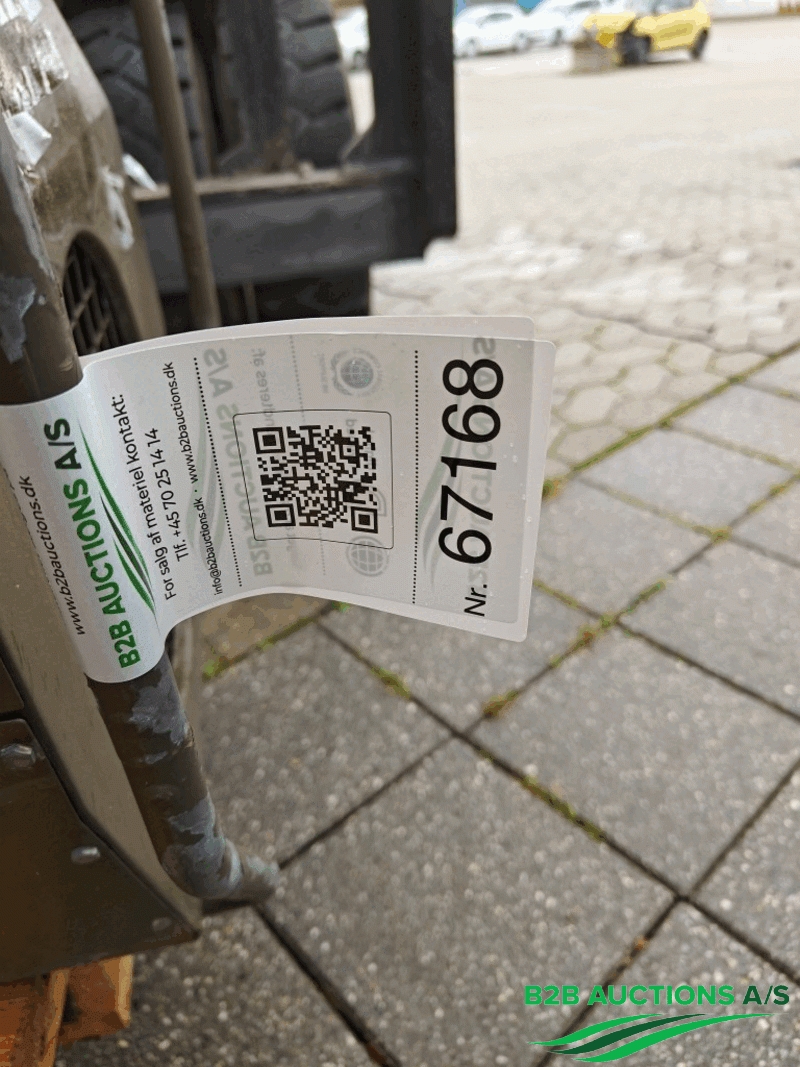 www.b2bauctions.dk
B2B AUCTIONS A/S
For salg af materiel kontakt:
Tlf. +45 70 25 14 14
info@b2bauctions.dk · www.b2bauctions.dk
Nr. 67168
B2B AUCTIONS A/S